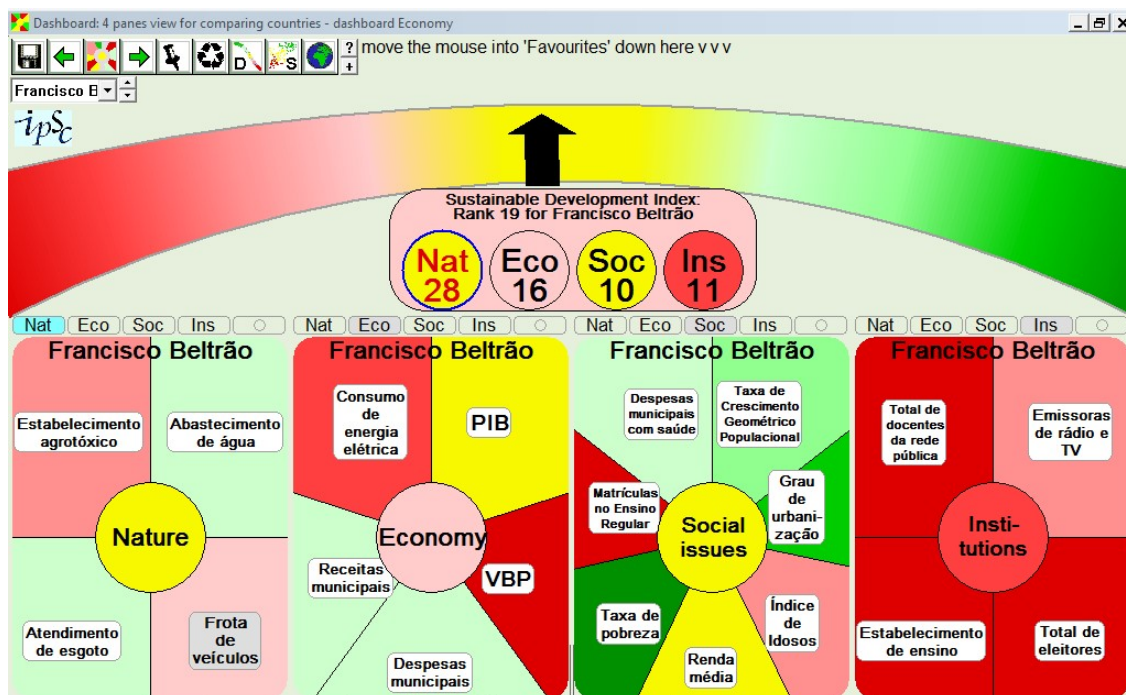 Dashboard: 4 panes view for comparing countries - dashboard Economy
D
S
?
+
move the mouse into 'Favourites' down here v v v
Francisco B
ipSc
Sustainable Development Index:
Rank 19 for Francisco Beltrão
Nat
28
Eco
16
Soc
10
Ins
11
Nat Eco Soc Ins
Nat Eco Soc Ins
Nat Eco Soc Ins
Nat Eco Soc Ins
Francisco Beltrão
Estabelecimento
agrotóxico
Abastecimento
de água
Nature
Atendimento
de esgoto
Frota
de
veículos
Francisco Beltrão
Consumo
de
energia
elétrica
PIB
Economy
VBP
Receitas
municipais
Despesas
municipais
Francisco Beltrão
Despesas
municipais
com saúde
Taxa de
Crescimento
Geométrico
Populacional
Matrículas
no Ensino
Regular
Grau
de
urbani-
zação
Social
issues
Taxa de
pobreza
Renda
média
Índice
de
Idosos
Francisco Beltrão
Total de
docentes
da rede
pública
Emissoras
de rádio e
TV
Insti-
tutions
Estabelecimento
de ensino
Total de
eleitores